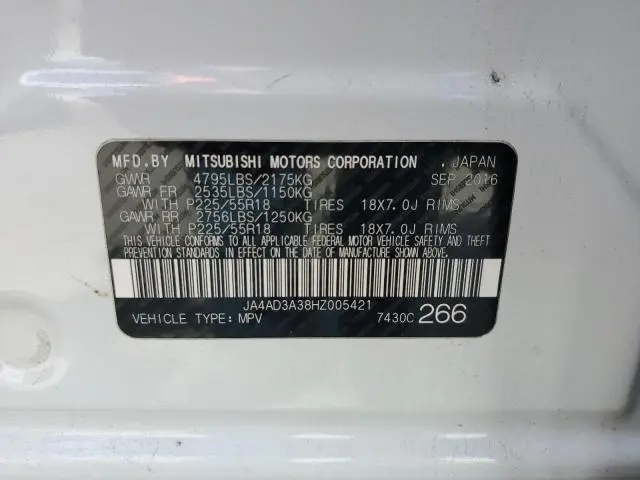 MFD.BY MITSUBISHI MOTORS CORPORATION . JAPAN
GVWR 4795LBS/2175KG SEP 2016
GAWR FR 2535LBS/1150KG
WITH P225/55R18 TIRES 18X7.0J RIMS
GAWR RR 2756LBS/1250KG
WITH P225/55R18 TIRES 18X7.0J RIMS
THIS VEHICLE CONFORMS TO ALL APPLICABLE FEDERAL MOTOR VEHICLE SAFETY AND THEFT
PREVENTION STANDARDS IN EFFECT ON THE DATE OF MANUFACTURE SHOWN ABOVE.
JA4AD3A38HZ005421
VEHICLE TYPE: MPV 7430C 266